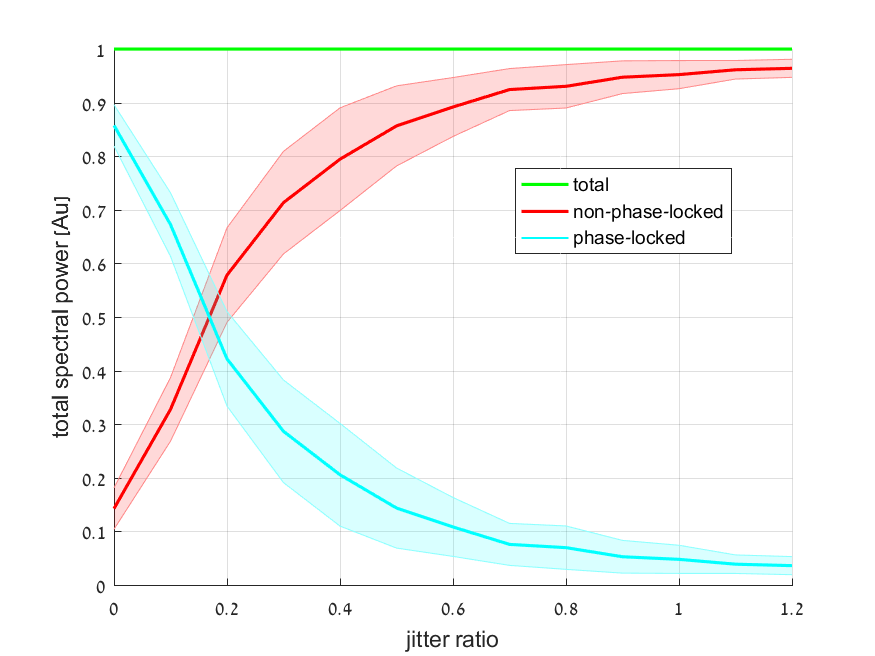 total spectral power [Au]
1
0.9
0.8
0.7
0.6
0.5
0.4
0.3
0.2
0.1
0
total
non-phase-locked
phase-locked
0 0.2 0.4 0.6 0.8 1 1.2
jitter ratio